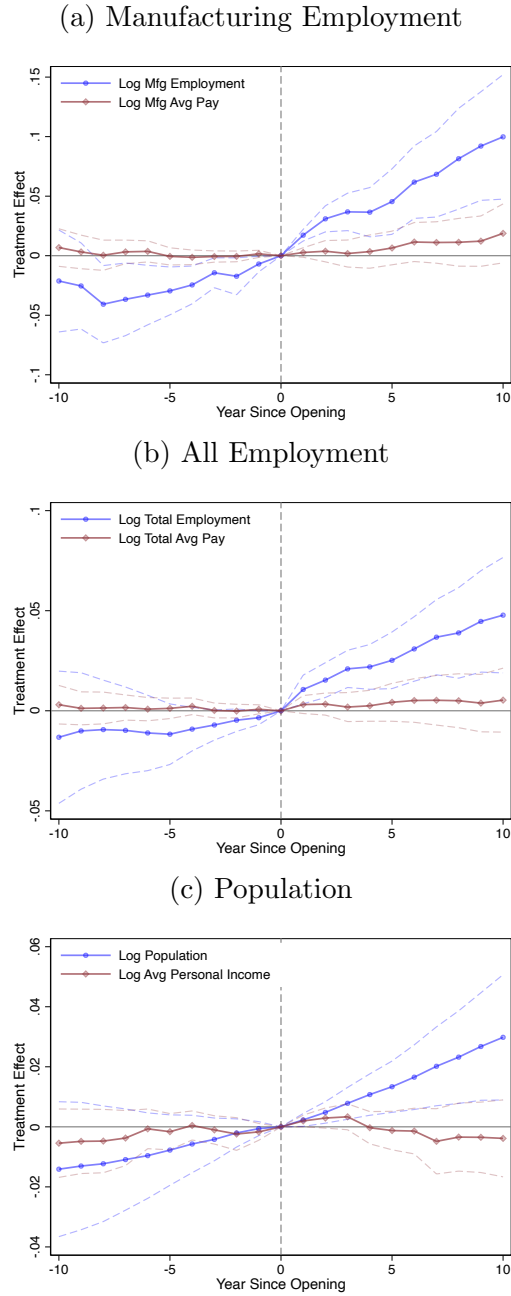 (a) Manufacturing Employment
Log Mfg Employment
Log Mfg Avg Pay
Treatment Effect
.15
.1
.05
0
-.05
-.1
-10 -5 0 5 10
Year Since Opening
(b) All Employment
Log Total Employment
Log Total Avg Pay
Treatment Effect
.1
.05
0
-.05
-10 -5 0 5 10
Year Since Opening
(c) Population
Log Population
Log Avg Personal Income
Treatment Effect
.06
.04
.02
0
-.02
-.04
-10 -5 0 5 10
Year Since Opening